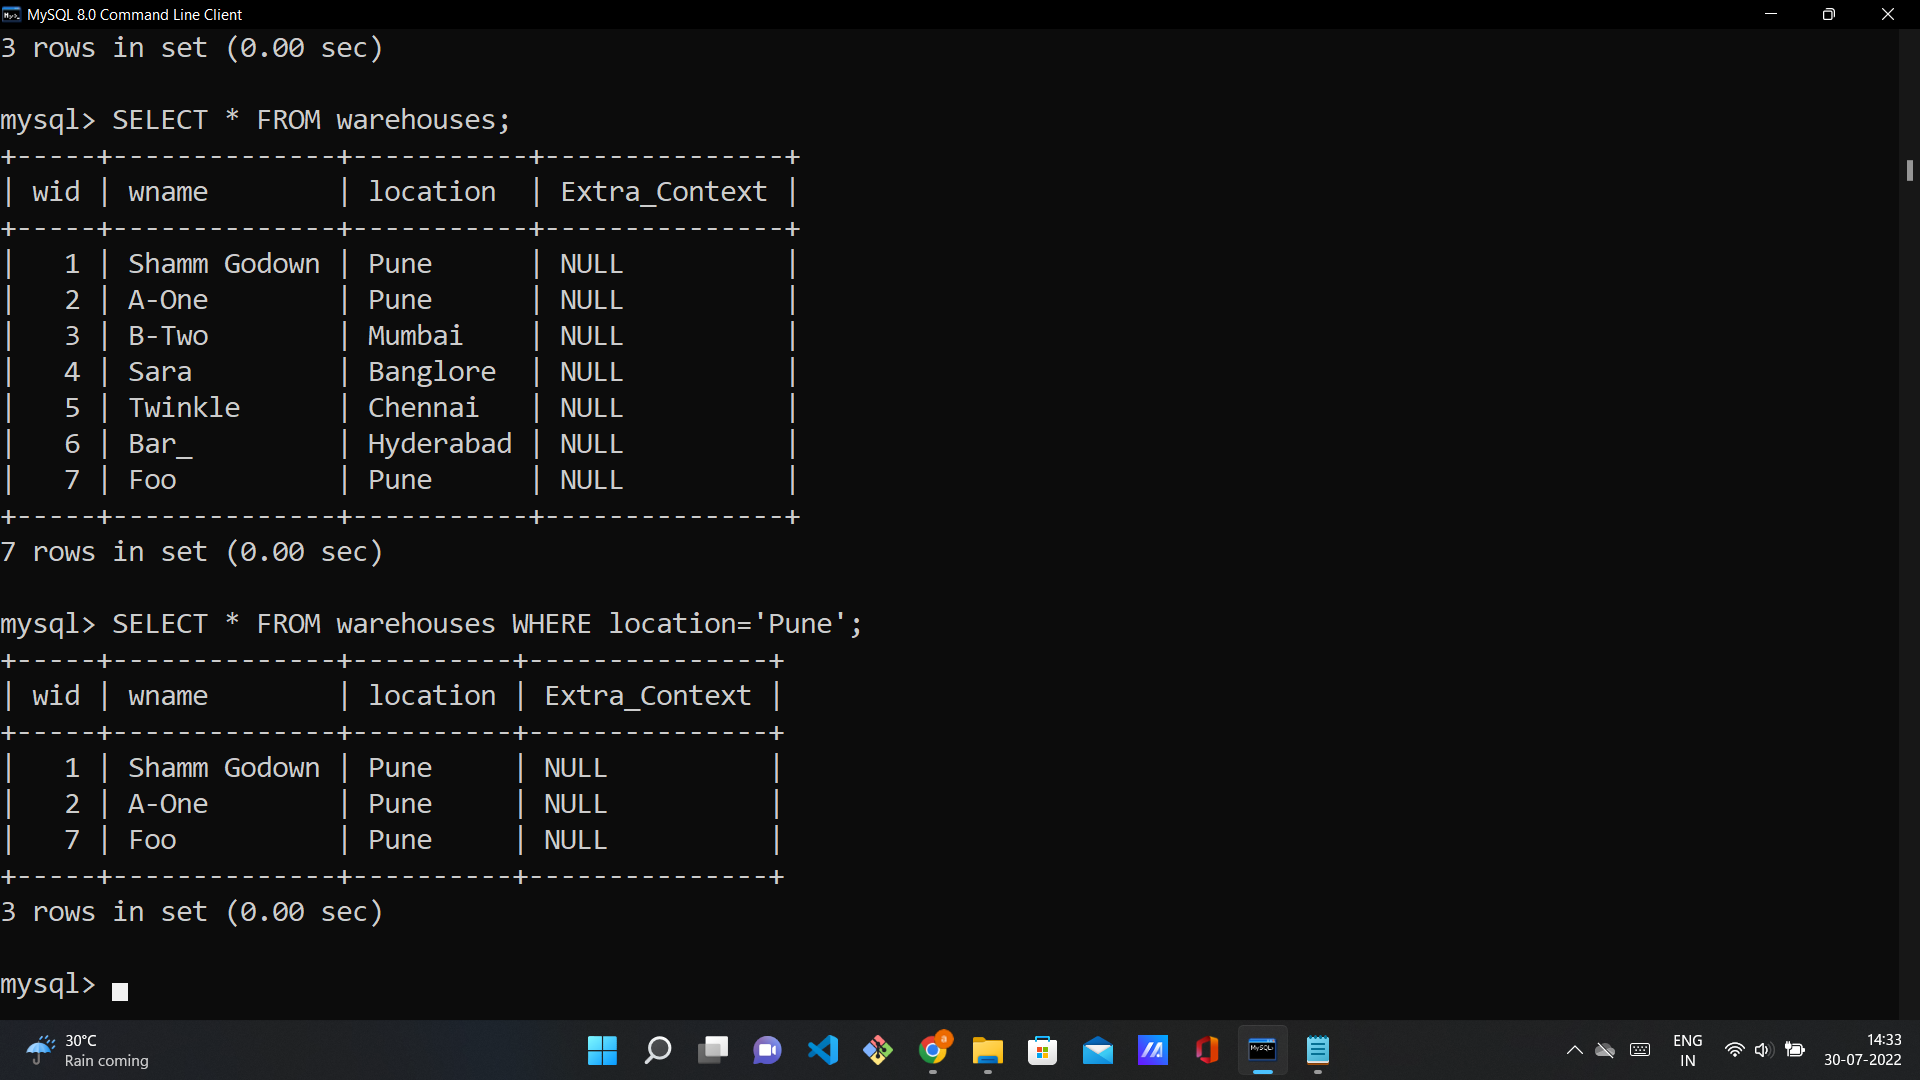 MySQL 8.0 Command Line Client
3 rows in set (0.00 sec)
mysql> SELECT * FROM warehouses;
+-----+--------------+-----------+---------------+
| wid | wname        | location  | Extra_Context |
+-----+--------------+-----------+---------------+
|   1 | Shamm Godown | Pune      | NULL          |
|   2 | A-One        | Pune      | NULL          |
|   3 | B-Two        | Mumbai    | NULL          |
|   4 | Sara         | Banglore  | NULL          |
|   5 | Twinkle      | Chennai   | NULL          |
|   6 | Bar_         | Hyderabad | NULL          |
|   7 | Foo          | Pune      | NULL          |
+-----+--------------+-----------+---------------+
7 rows in set (0.00 sec)
mysql> SELECT * FROM warehouses WHERE location='Pune';
+-----+--------------+----------+---------------+
| wid | wname        | location | Extra_Context |
+-----+--------------+----------+---------------+
|   1 | Shamm Godown | Pune     | NULL          |
|   2 | A-One        | Pune     | NULL          |
|   7 | Foo          | Pune     | NULL          |
+-----+--------------+----------+---------------+
3 rows in set (0.00 sec)
mysql>
30°C
Rain coming
a
MySQL>
ENG
IN
14:33
30-07-2022